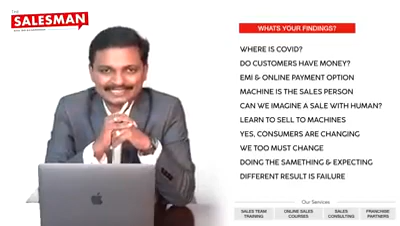 THE
SALESMAN
WHATS YOUR FINDINGS?
WHERE IS COVID?
DO CUSTOMERS HAVE MONEY?
EMI & ONLINE PAYMENT OPTION
MACHINE IS THE SALES PERSON
CAN WE IMAGINE A SALE WITH HUMAN?
LEARN TO SELL TO MACHINES
YES, CONSUMERS ARE CHANGING
WE TOO MUST CHANGE
DOING THE SAMETHING & EXPECTING
DIFFERENT RESULT IS FAILURE
Our Services
SALES TEAM
TRAINING
ONLINE SALES
COURSES
SALES
CONSULTING
FRANCHISE
PARTNERS